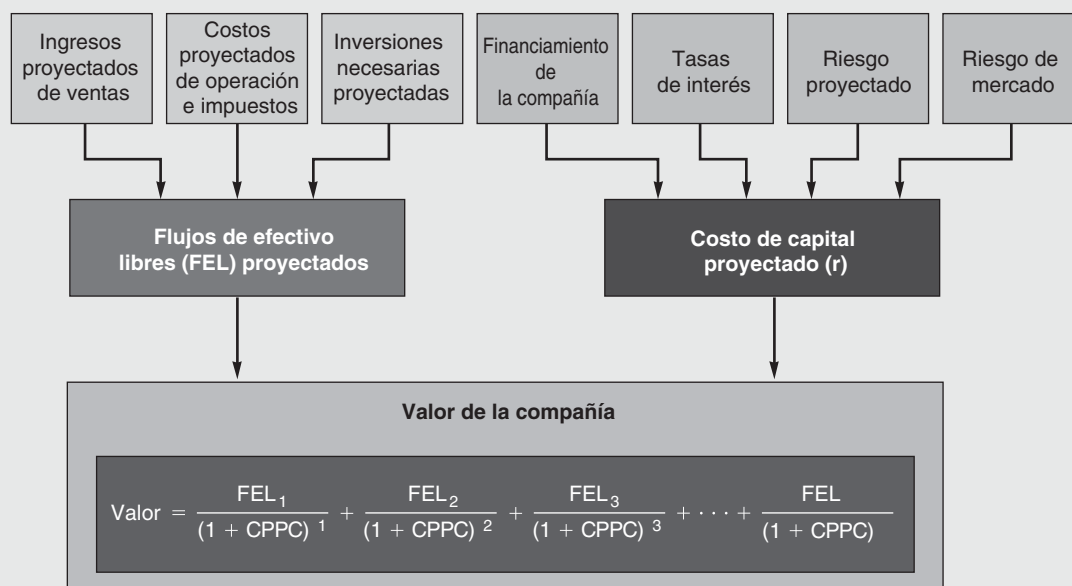 Ingresos
proyectados
de ventas
Costos
proyectados
de operación
e impuestos
Inversiones
necesarias
proyectadas
Financiamiento
de
la compañía
Tasas
de interés
Riesgo
proyectado
Riesgo de
mercado
Flujos de efectivo
libres (FEL) proyectados
Costo de capital
proyectado (r)
Valor de la compañía
Valor = FEL₁ / (1 + CPPC)¹ + FEL₂ / (1 + CPPC)² + FEL₃ / (1 + CPPC)³ + · · · + FEL / (1 + CPPC)